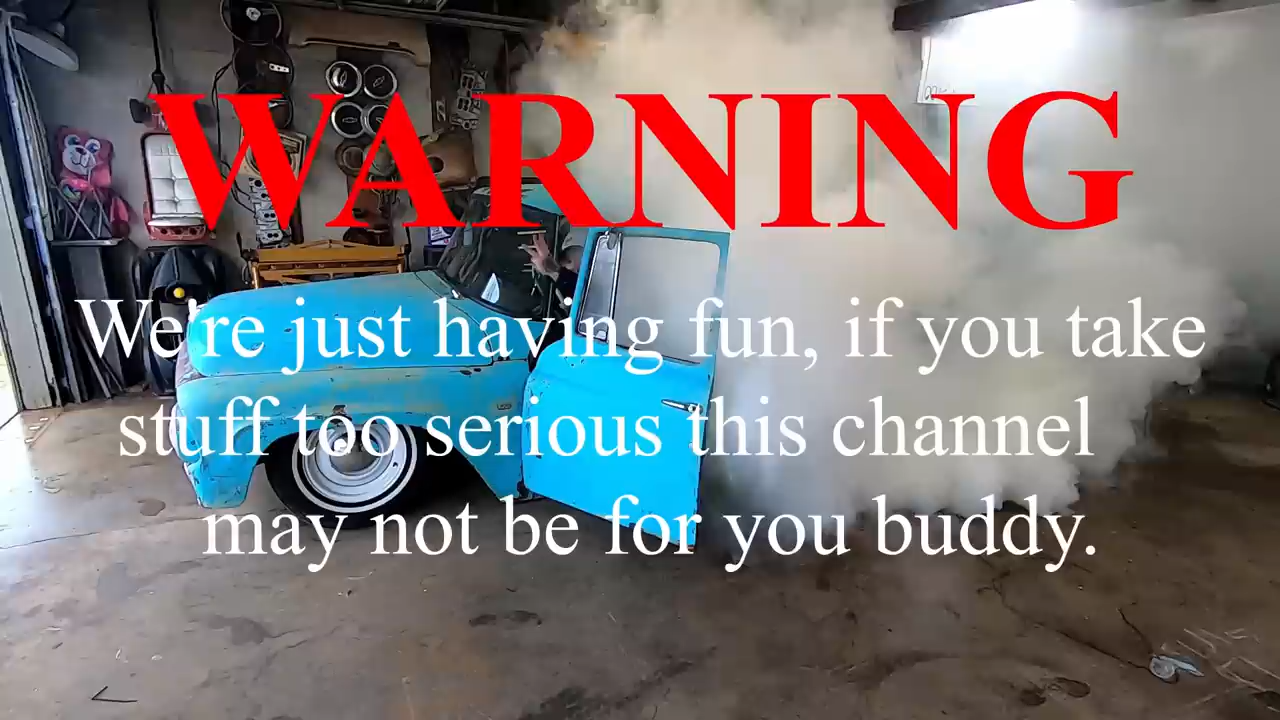 WARNING
We're just having fun, if you take
stuff too serious this channel
may not be for you buddy.